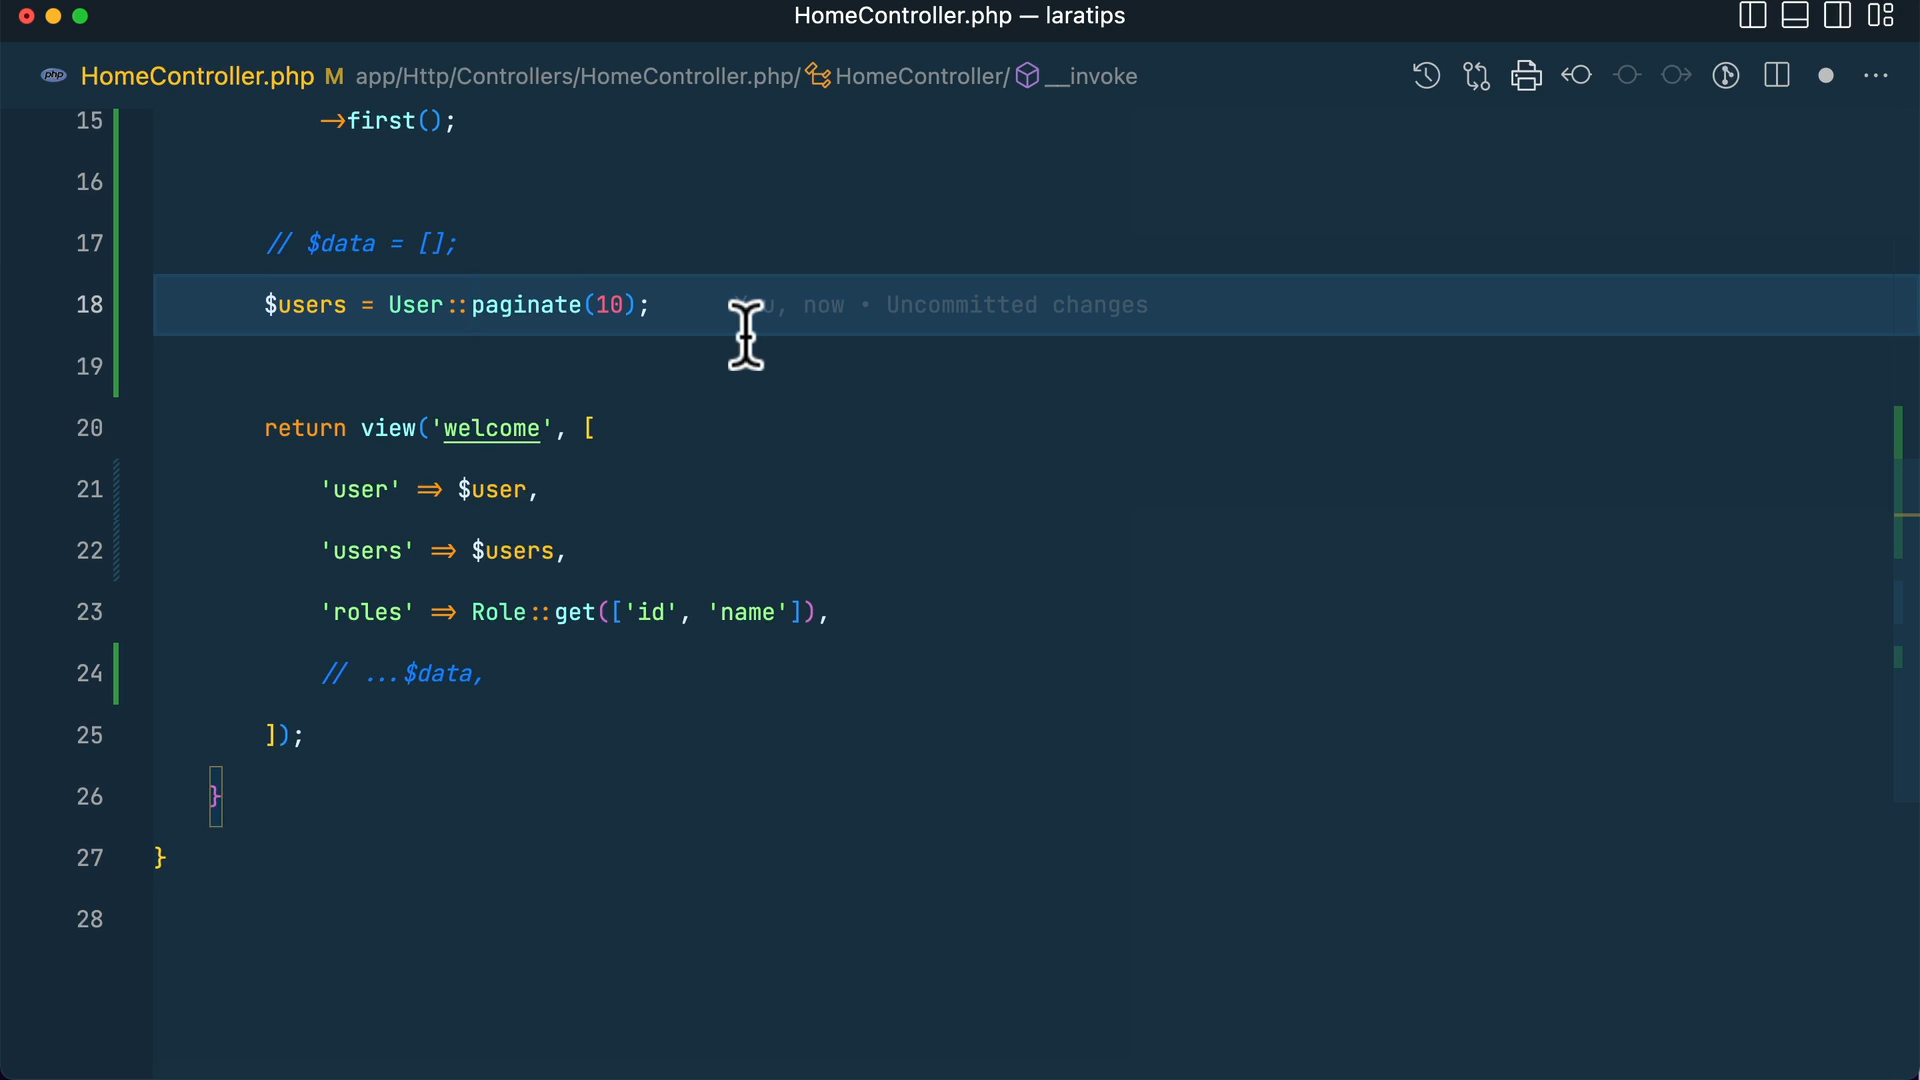 HomeController.php — laratips
php HomeController.php M app/Http/Controllers/HomeController.php/ HomeController/ __invoke
15 ->first();
16
17 // $data = [];
18 $users = User::paginate(10); now • Uncommitted changes
19
20 return view('welcome', [
21 'user' => $user,
22 'users' => $users,
23 'roles' => Role::get(['id', 'name']),
24 // ...$data,
25 ]);
26 }
27 }
28